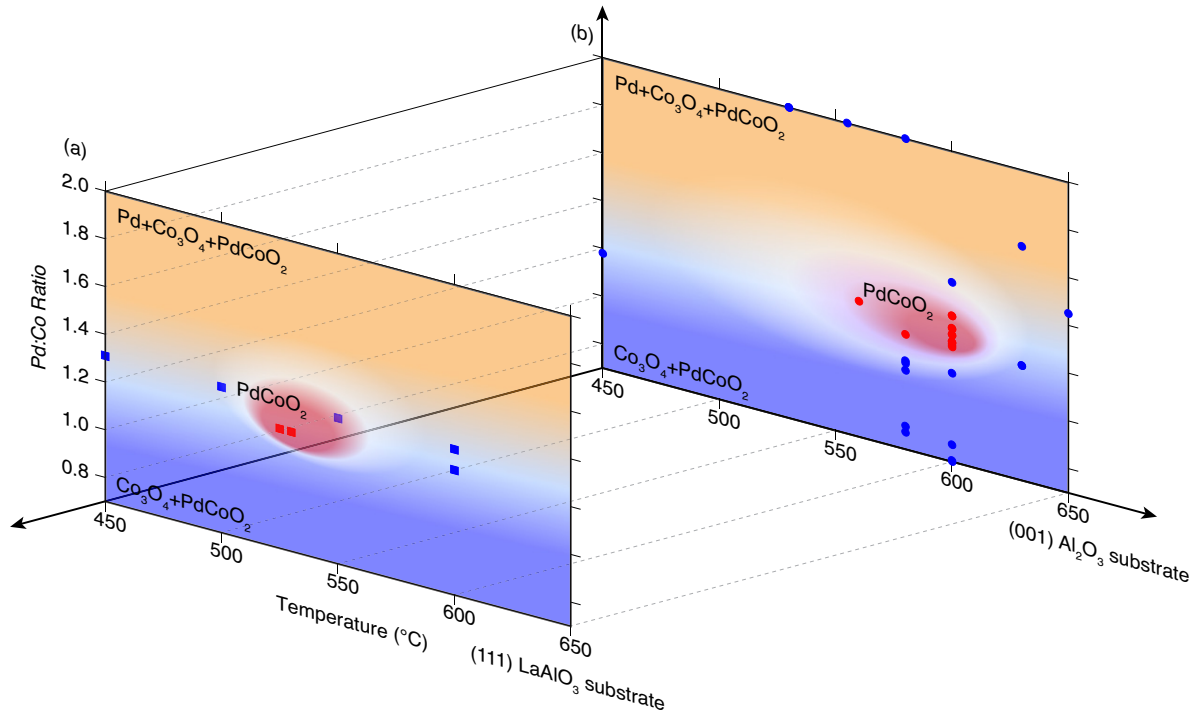 (b)
Pd+Co₃O₄+PdCoO₂
(a)
2.0
1.8
1.6
1.4
1.2
1.0
0.8
Pd:Co Ratio
Pd+Co₃O₄+PdCoO₂
PdCoO₂
PdCoO₂
Co₃O₄+PdCoO₂
Co₃O₄+PdCoO₂
450
500
550
600
650
(001) Al₂O₃ substrate
450
500
550
600
650
Temperature (°C)
(111) LaAlO₃ substrate